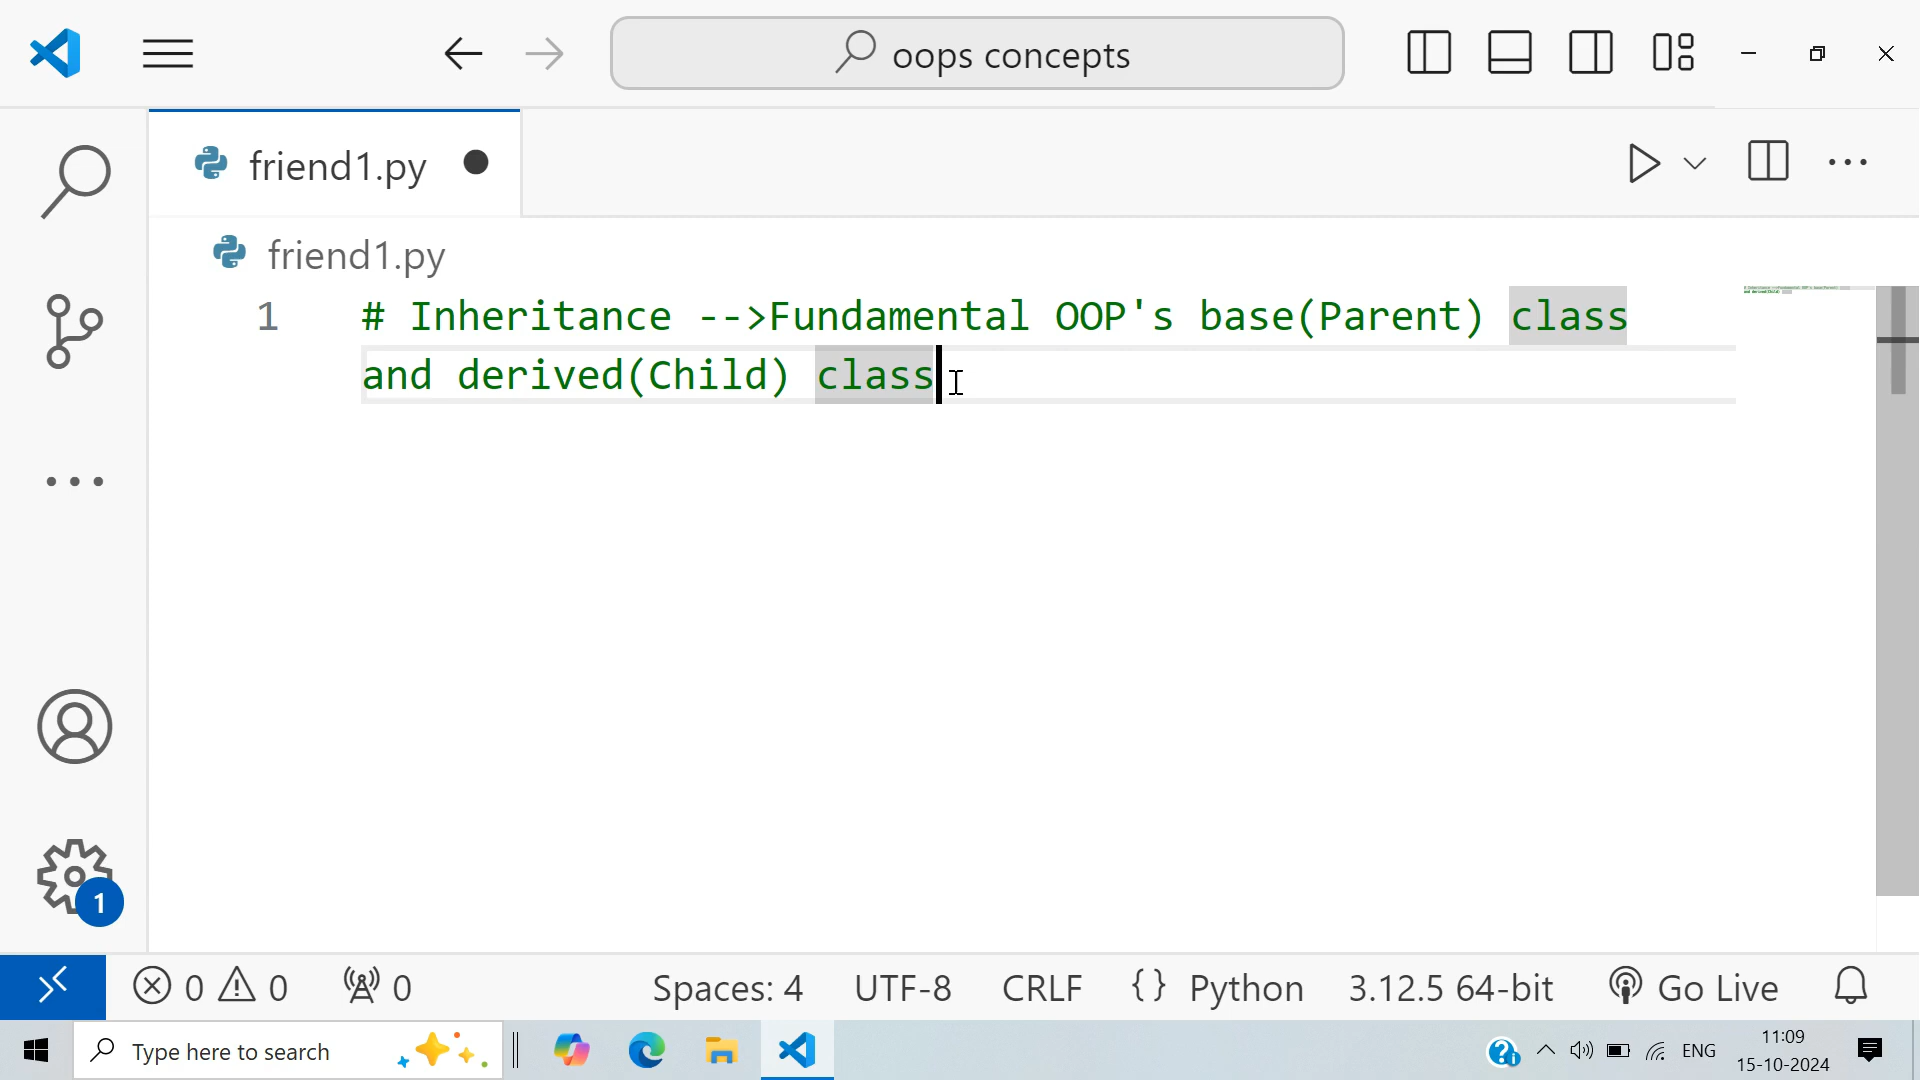 oops concepts
friend1.py
friend1.py
1 # Inheritance -->Fundamental OOP's base(Parent) class
and derived(Child) class
1
0 0 0 Spaces: 4 UTF-8 CRLF {} Python 3.12.5 64-bit Go Live
Type here to search ENG 11:09
15-10-2024